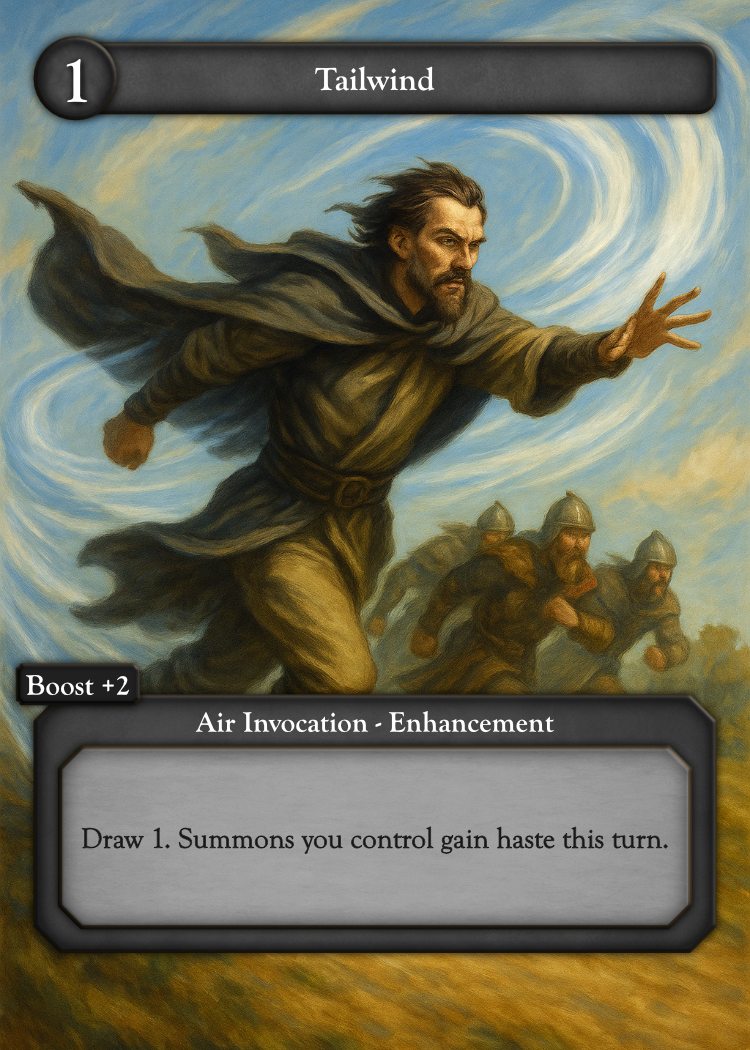 1
Tailwind
Boost +2
Air Invocation - Enhancement
Draw 1. Summons you control gain haste this turn.